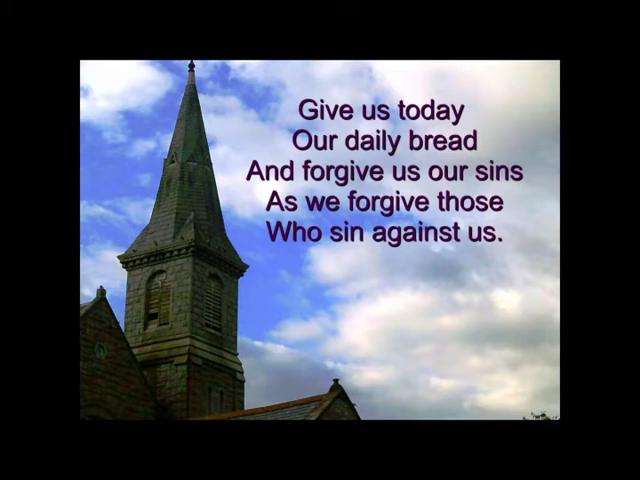 Give us today
Our daily bread
And forgive us our sins
As we forgive those
Who sin against us.